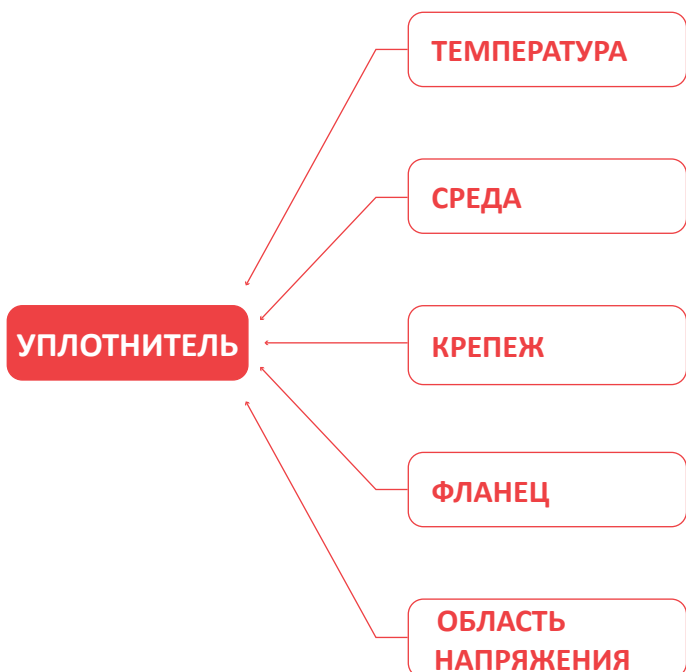 ТЕМПЕРАТУРА
СРЕДА
УПЛОТНИТЕЛЬ
КРЕПЕЖ
ФЛАНЕЦ
ОБЛАСТЬ
НАПРЯЖЕНИЯ